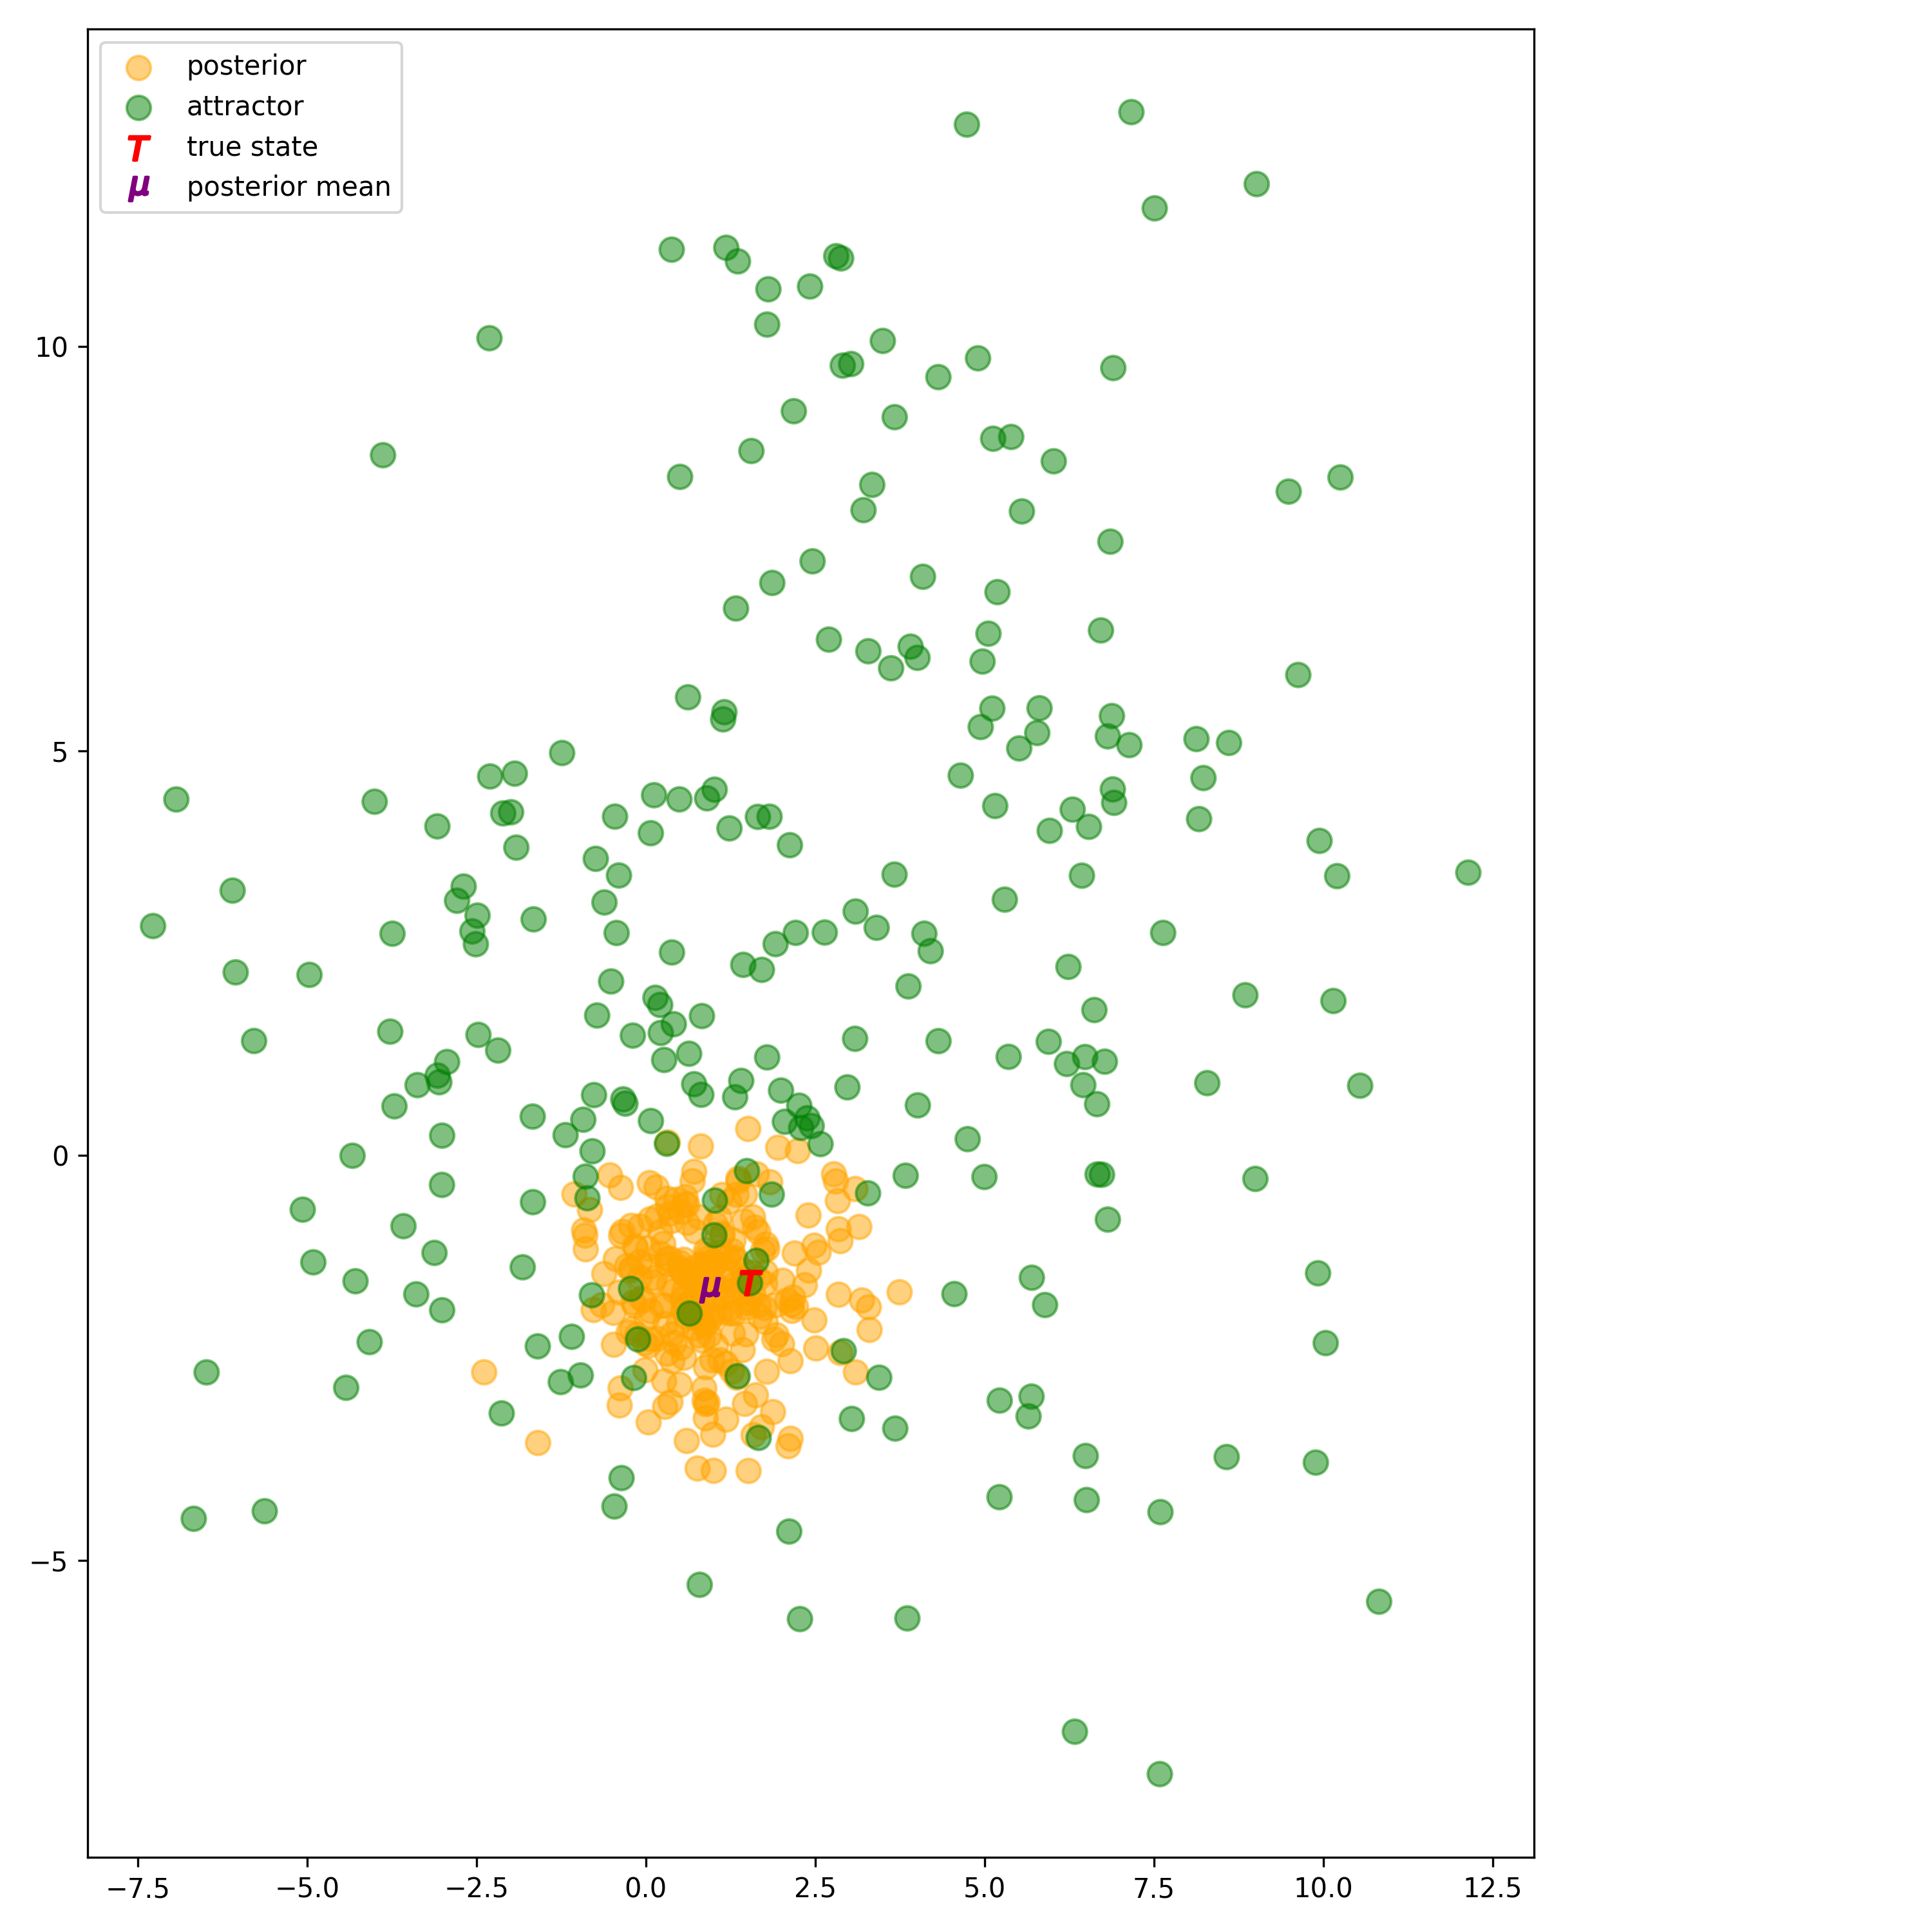 posterior
attractor
T true state
μ posterior mean
10
5
0
−5
μ T
−7.5 −5.0 −2.5 0.0 2.5 5.0 7.5 10.0 12.5